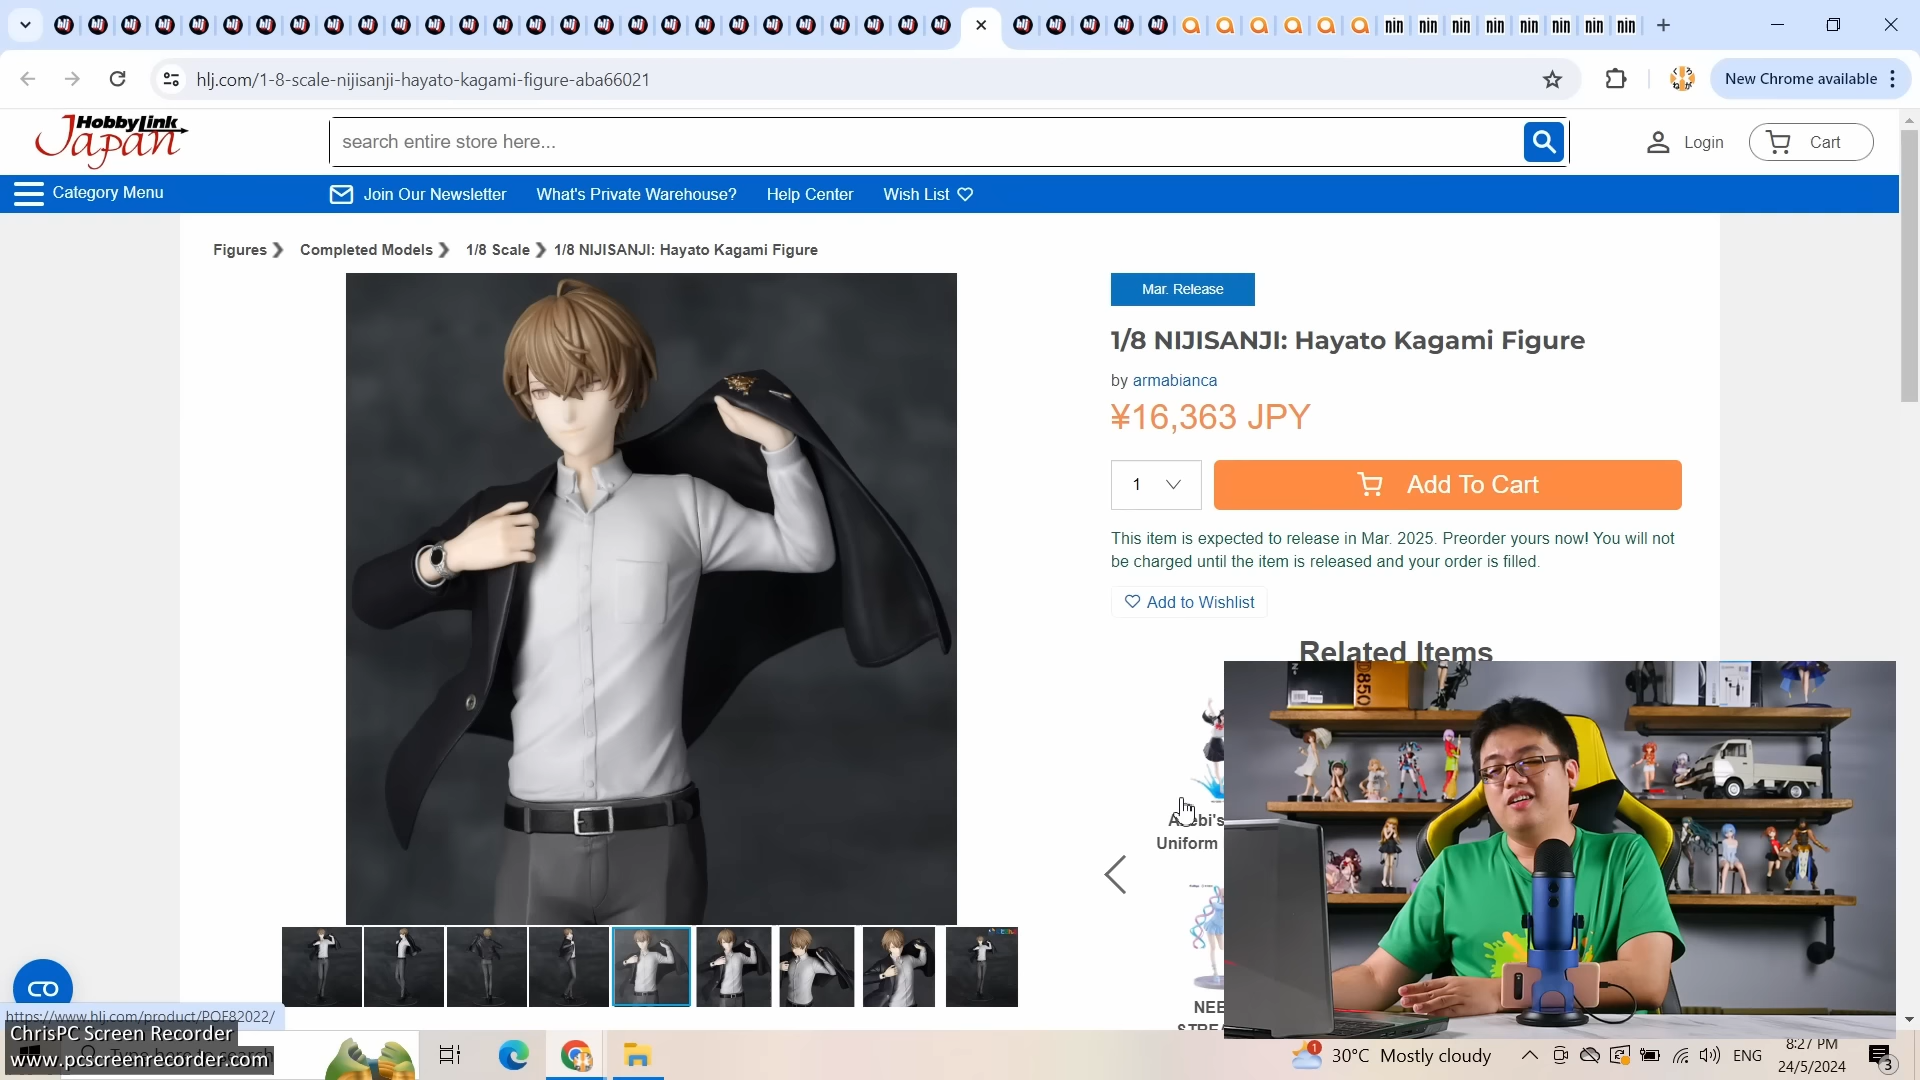 hlj.com/1-8-scale-nijisanji-hayato-kagami-figure-aba66021
New Chrome available
HobbyLink
Japan
search entire store here...
Login
Cart
Category Menu
Join Our Newsletter
What's Private Warehouse?
Help Center
Wish List
Figures
Completed Models
1/8 Scale
1/8 NIJISANJI: Hayato Kagami Figure
Mar. Release
1/8 NIJISANJI: Hayato Kagami Figure
by armabianca
¥16,363 JPY
1
Add To Cart
This item is expected to release in Mar. 2025. Preorder yours now! You will not
be charged until the item is released and your order is filled.
Add to Wishlist
Related Items
Uniform
D850
https://www.hlj.com/product/POF82022/
ChrisPC Screen Recorder
www.pcscreenrecorder.com
30°C Mostly cloudy
ENG
8:27 PM
24/5/2024
3